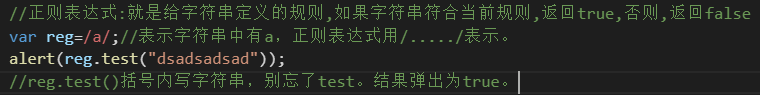 //正则表达式:就是给字符串定义的规则,如果字符串符合当前规则,返回true,否则,返回false
var reg=/a/;//表示字符串中有a，正则表达式用/...../表示。
alert(reg.test("dsadsadsad"));
//reg.test()括号内写字符串，别忘了test。结果弹出为true。